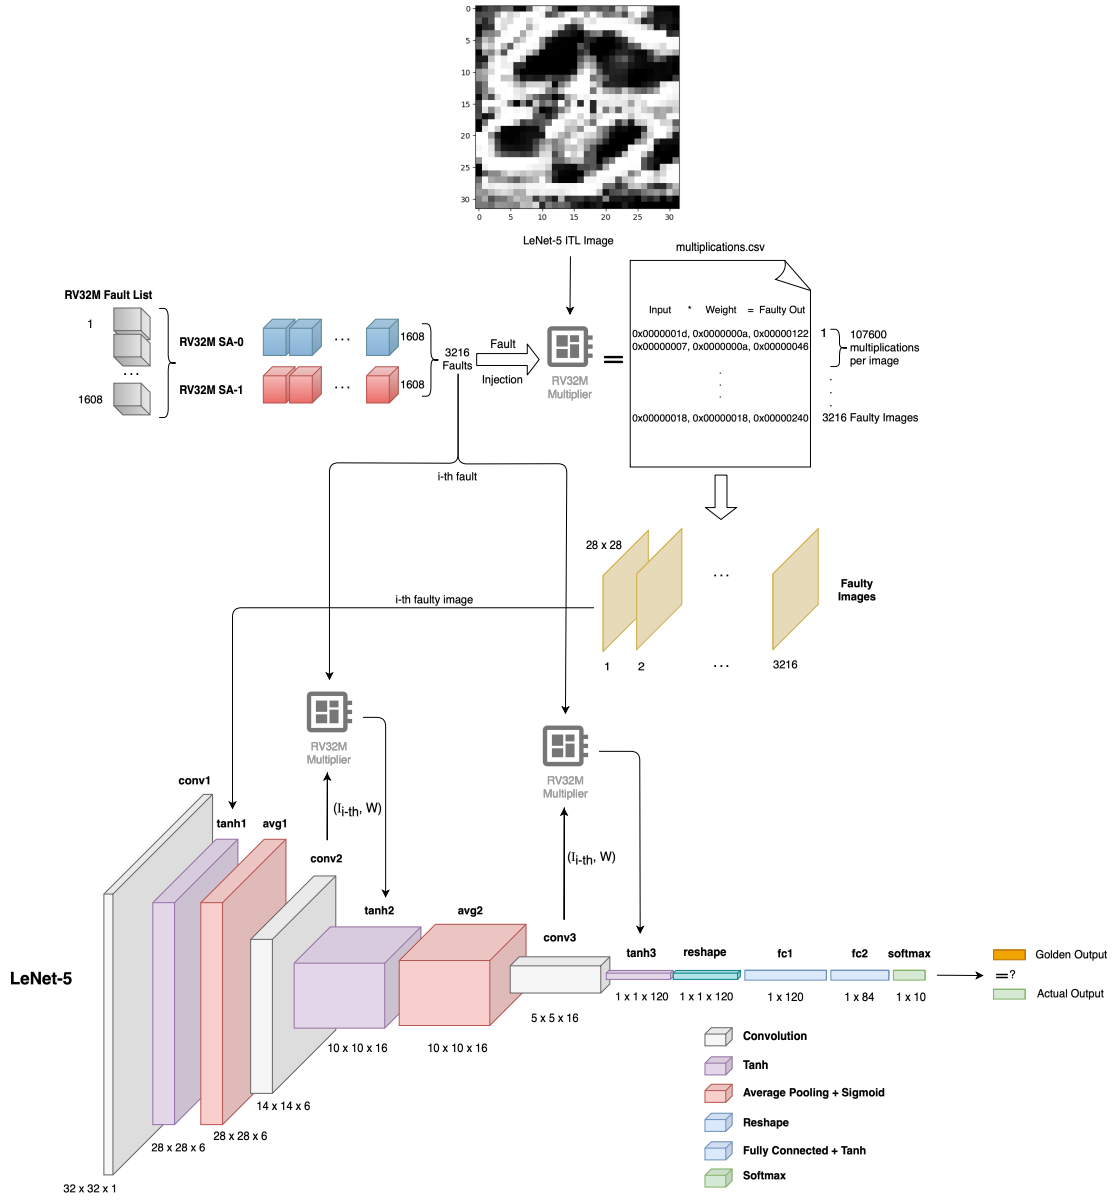 0
5
10
15
20
25
30
0 5 10 15 20 25 30
LeNet-5 ITL Image
multiplications.csv
RV32M Fault List
1
...
1608
RV32M SA-0
...
1608
RV32M SA-1
...
1608
3216
Faults
Fault
Injection
RV32M
Multiplier
=
Input * Weight = Faulty Out
0x0000001d, 0x0000000a, 0x00000122
0x00000007, 0x0000000a, 0x00000046
.
.
.
0x00000018, 0x00000018, 0x00000240
1
107600
multiplications
per image
.
.
.
3216 Faulty Images
i-th fault
28 x 28
...
Faulty
Images
1 2 ... 3216
i-th faulty image
RV32M
Multiplier
RV32M
Multiplier
(I_i-th, W)
(I_i-th, W)
conv1
tanh1
avg1
conv2
tanh2
avg2
conv3
tanh3
reshape
fc1
fc2
softmax
LeNet-5
32 x 32 x 1
28 x 28 x 6
28 x 28 x 6
14 x 14 x 6
10 x 10 x 16
10 x 10 x 16
5 x 5 x 16
1 x 1 x 120
1 x 1 x 120
1 x 120
1 x 84
1 x 10
Golden Output
=?
Actual Output
Convolution
Tanh
Average Pooling + Sigmoid
Reshape
Fully Connected + Tanh
Softmax